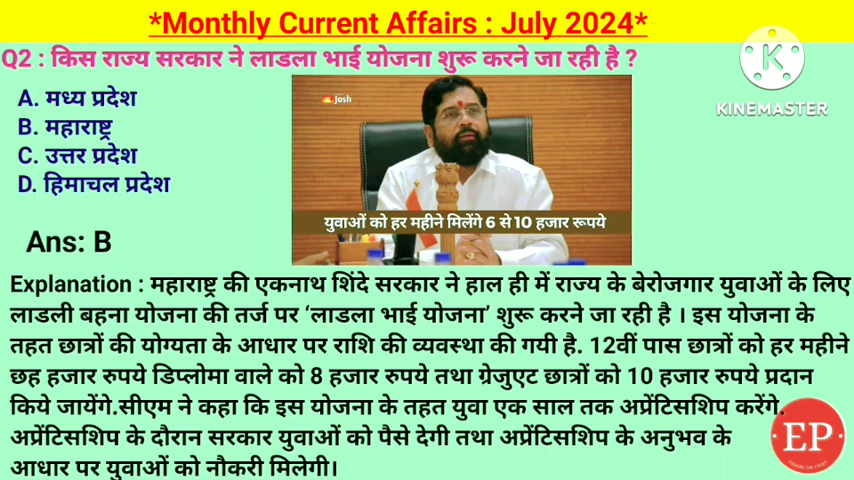 *Monthly Current Affairs : July 2024*
Q2 : किस राज्य सरकार ने लाडला भाई योजना शुरू करने जा रही है ?
A. मध्य प्रदेश
B. महाराष्ट्र
C. उत्तर प्रदेश
D. हिमाचल प्रदेश
Ans: B
josh
युवाओं को हर महीने मिलेंगे 6 से 10 हजार रूपये
K
KINEMASTER
Explanation : महाराष्ट्र की एकनाथ शिंदे सरकार ने हाल ही में राज्य के बेरोजगार युवाओं के लिए
लाडली बहना योजना की तर्ज पर ‘लाडला भाई योजना’ शुरू करने जा रही है । इस योजना के
तहत छात्रों की योग्यता के आधार पर राशि की व्यवस्था की गयी है. 12वीं पास छात्रों को हर महीने
छह हजार रुपये डिप्लोमा वाले को 8 हजार रुपये तथा ग्रेजुएट छात्रों को 10 हजार रुपये प्रदान
किये जायेंगे.सीएम ने कहा कि इस योजना के तहत युवा एक साल तक अप्रेंटिसशिप करेंगे.
अप्रेंटिसशिप के दौरान सरकार युवाओं को पैसे देगी तथा अप्रेंटिसशिप के अनुभव के
आधार पर युवाओं को नौकरी मिलेगी।
EP